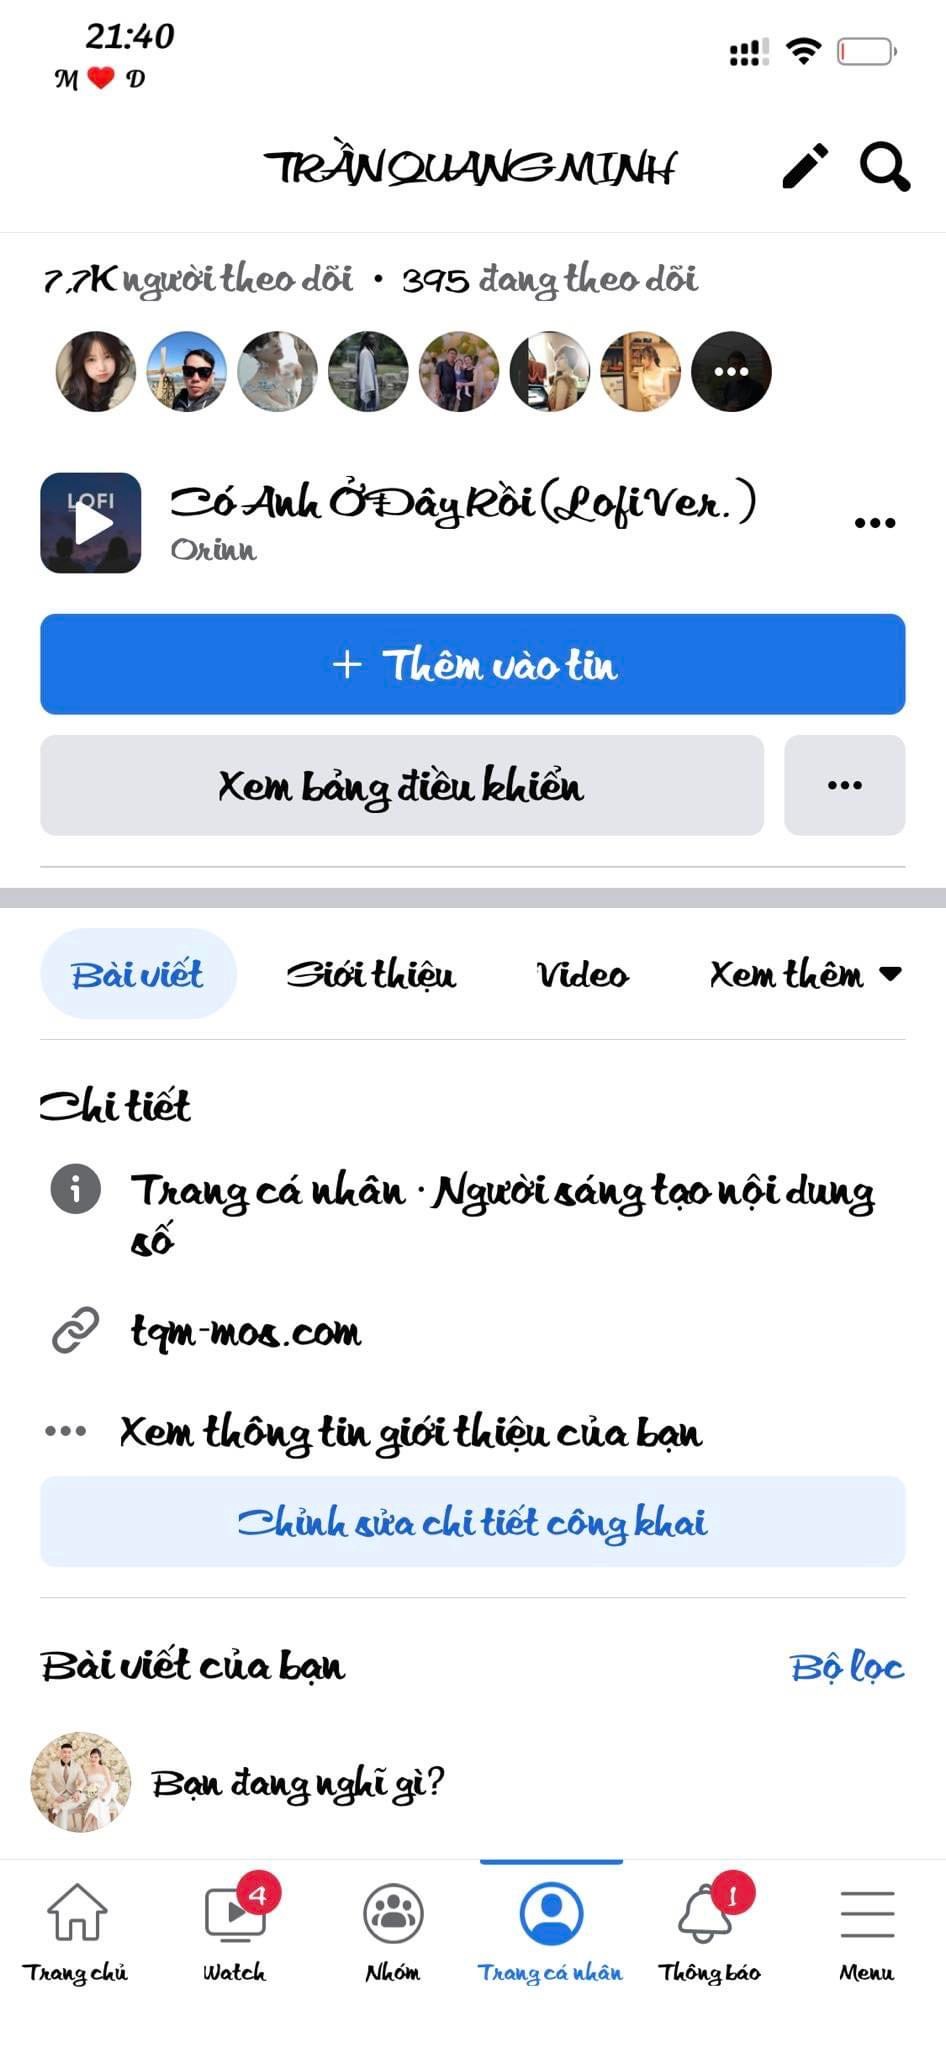 21:40
M ❤️ D
TRẦN QUANG MINH
7,7K người theo dõi • 395 đang theo dõi
LOFI
Có Anh Ở Đây Rồi (Lofi Ver.)
Orinn
+ Thêm vào tin
Xem bảng điều khiển
Bài viết Giới thiệu Video Xem thêm
Chi tiết
Trang cá nhân · Người sáng tạo nội dung
số
tqm-mos.com
Xem thông tin giới thiệu của bạn
Chỉnh sửa chi tiết công khai
Bài viết của bạn Bộ lọc
Bạn đang nghĩ gì?
4 1
Trang chủ Watch Nhóm Trang cá nhân Thông báo Menu